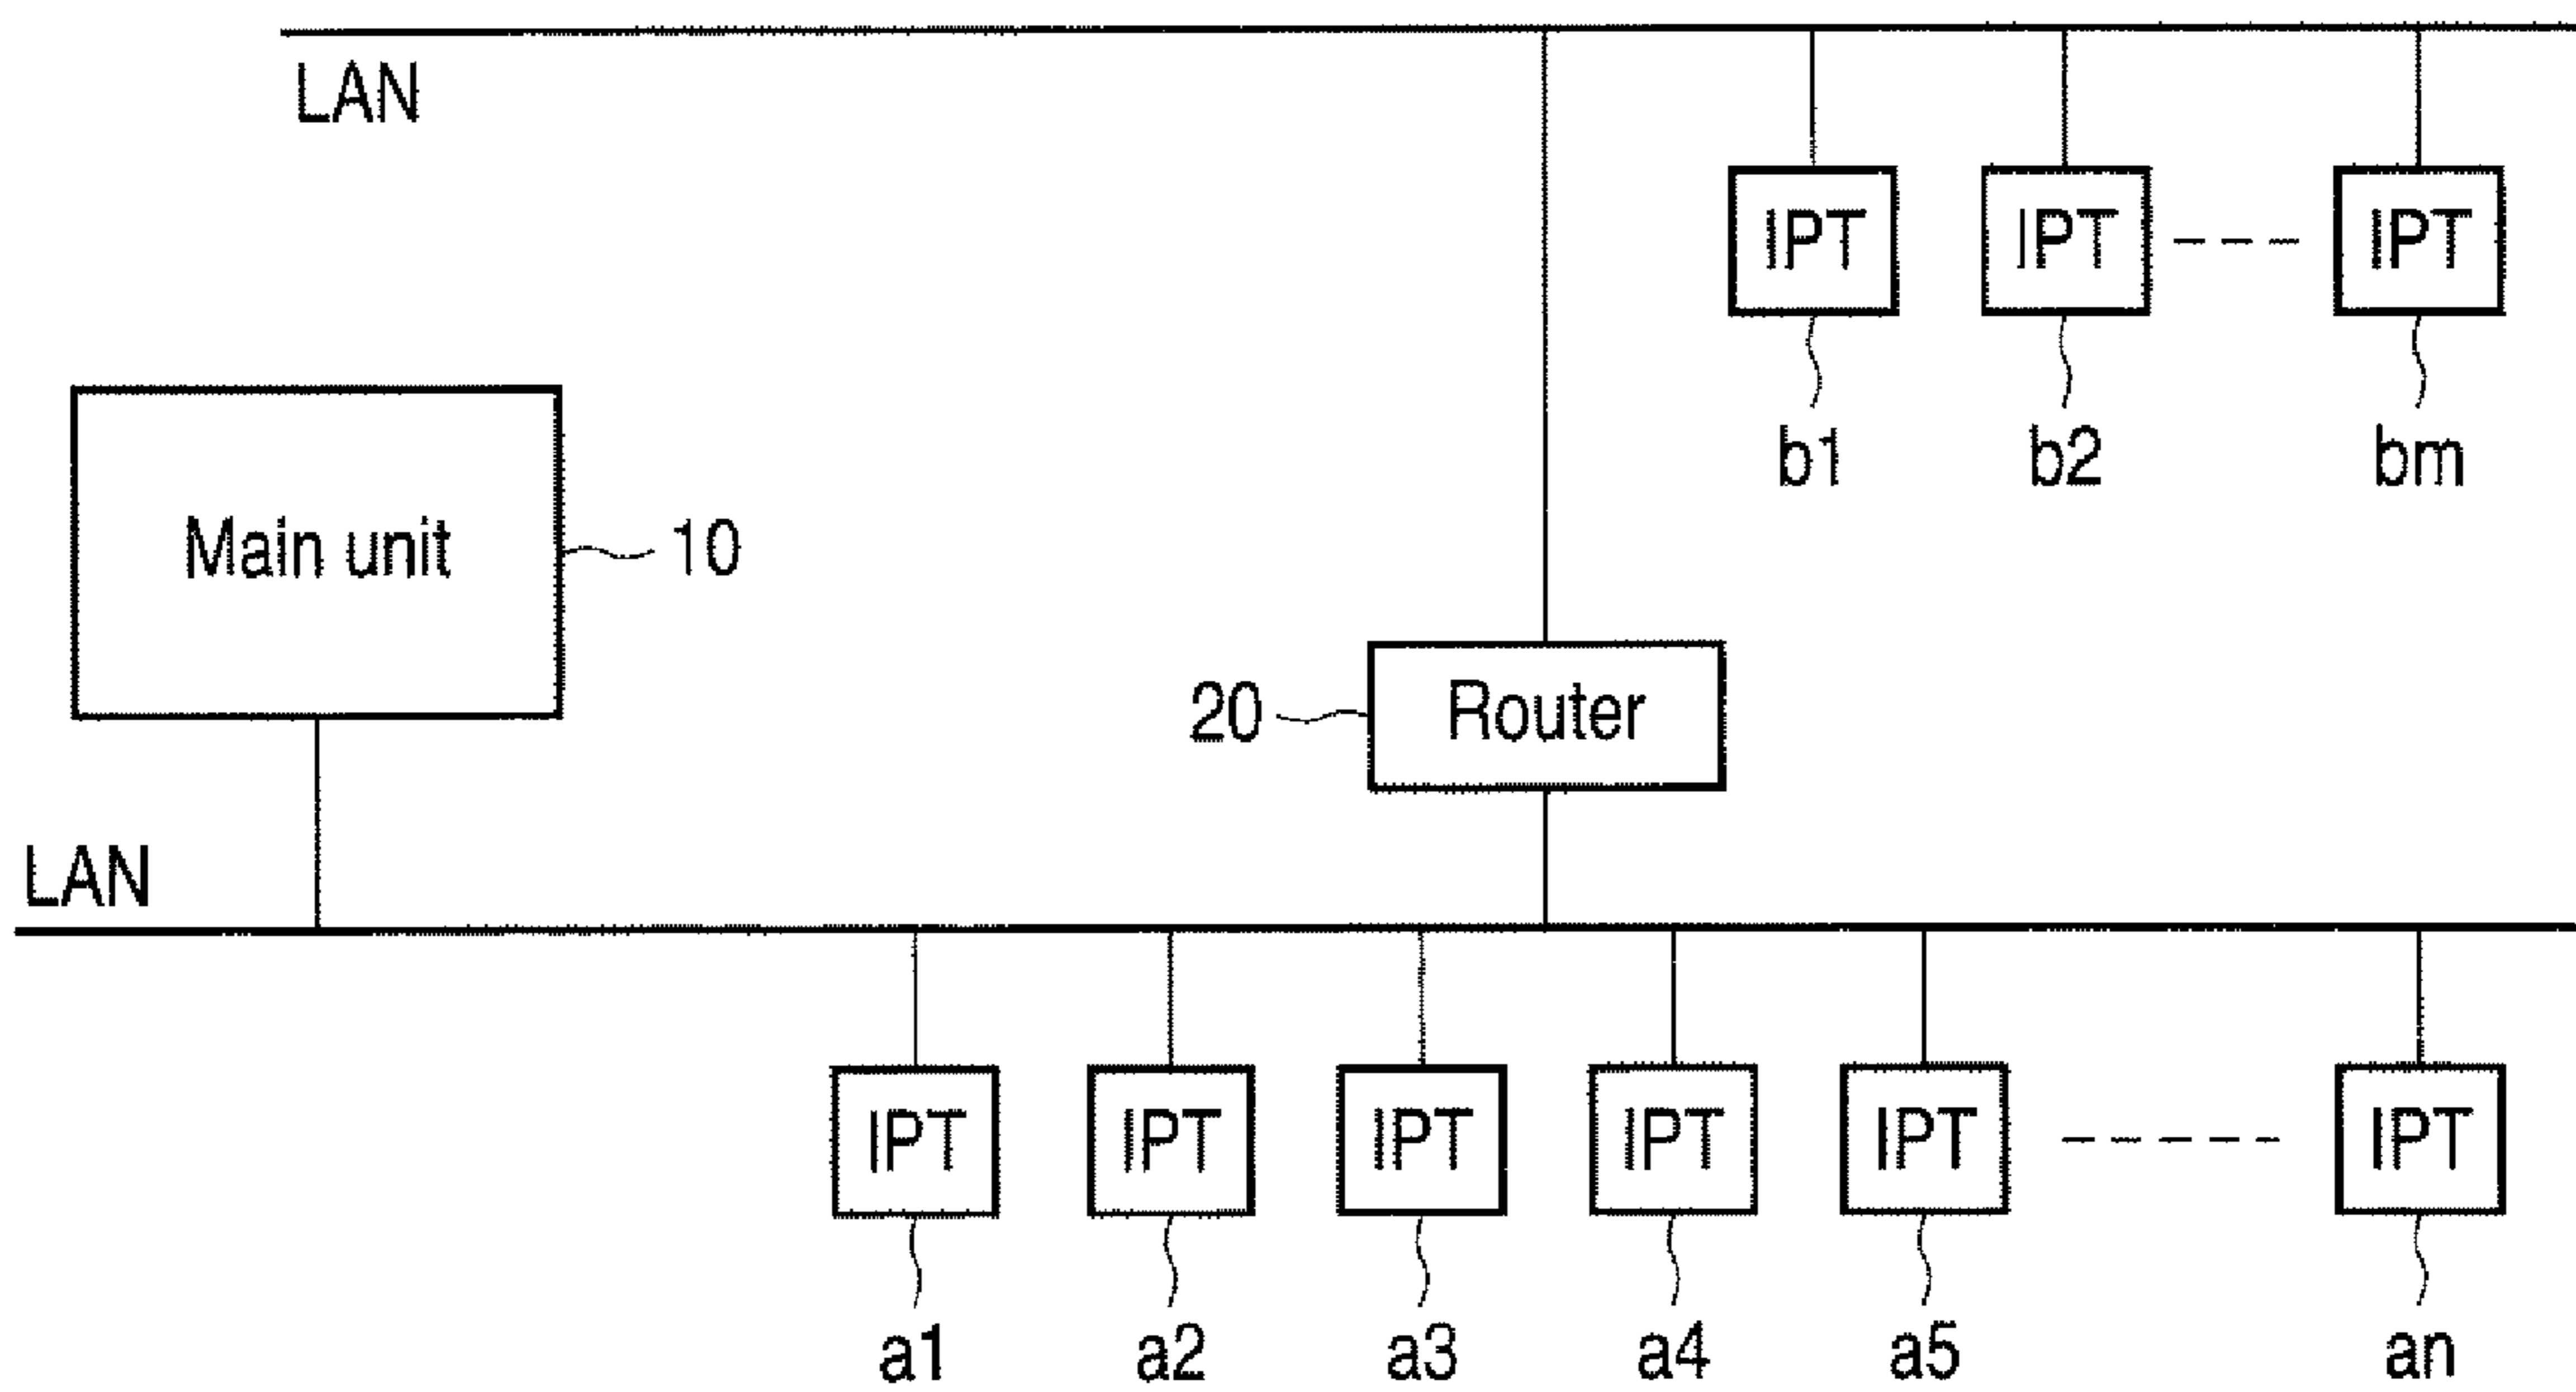 LAN
IPT IPT IPT
b1 b2 bm
Main unit 10
20 Router
LAN
IPT IPT IPT IPT IPT IPT
a1 a2 a3 a4 a5 an